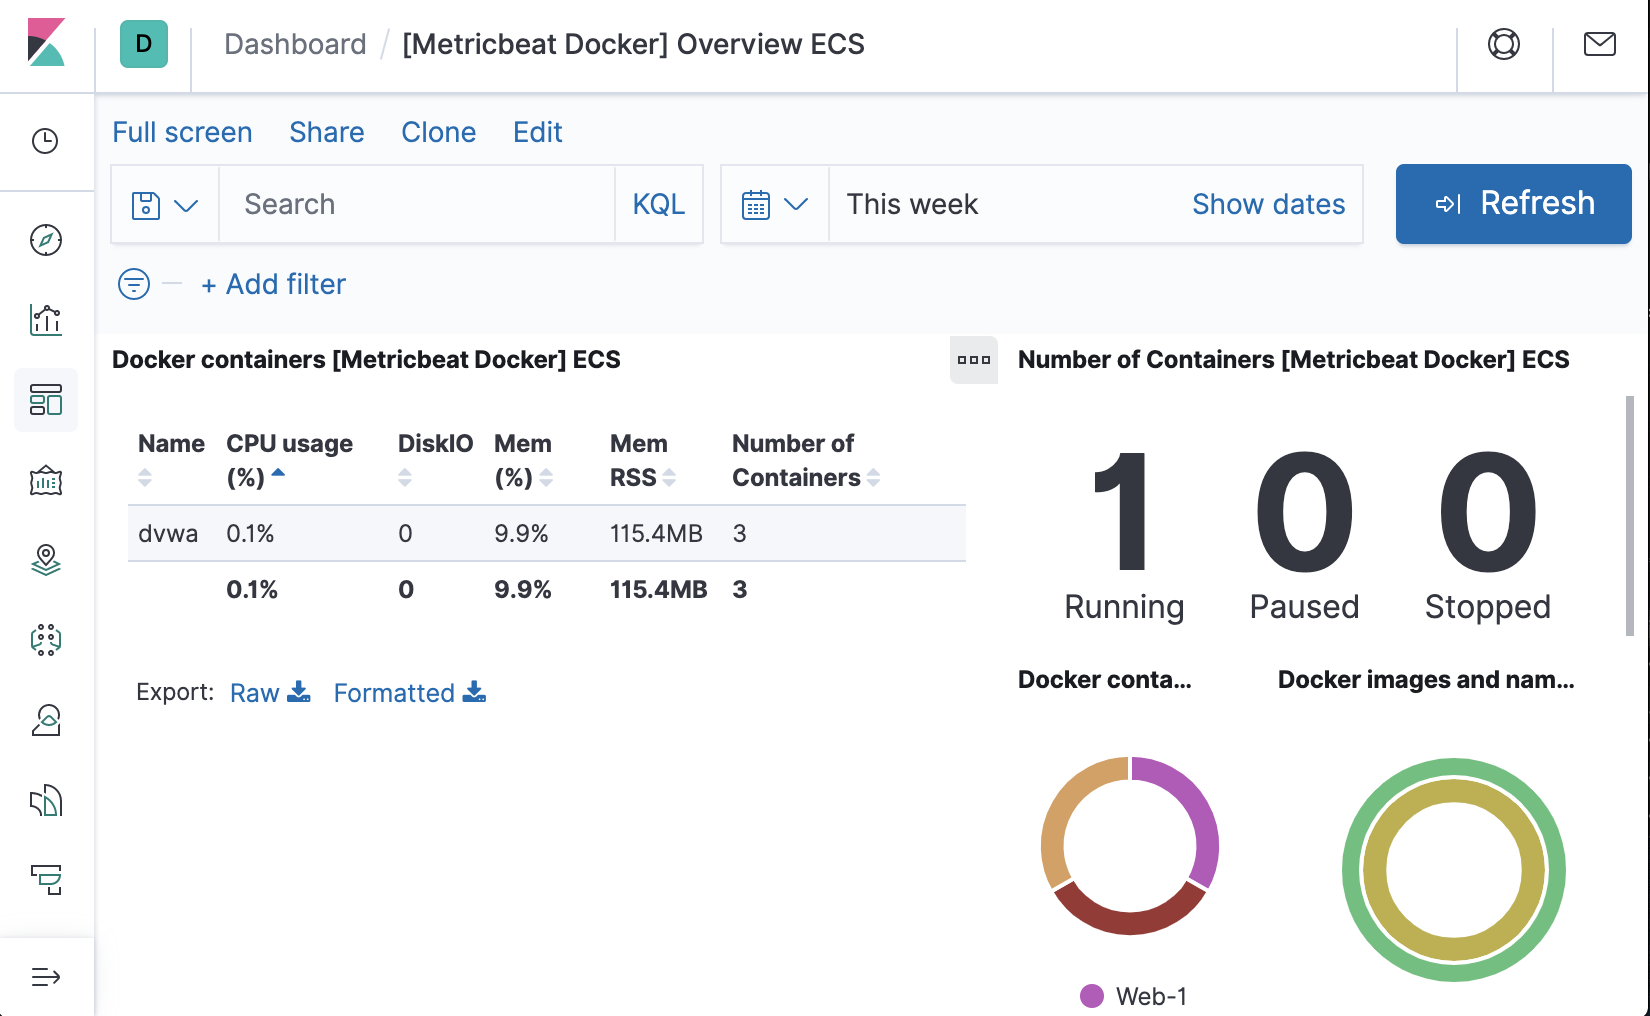 D
Dashboard / [Metricbeat Docker] Overview ECS
Full screen Share Clone Edit
Search KQL This week Show dates Refresh
+ Add filter
Docker containers [Metricbeat Docker] ECS
Name CPU usage (%) DiskIO Mem (%) Mem RSS Number of Containers
dvwa 0.1% 0 9.9% 115.4MB 3
0.1% 0 9.9% 115.4MB 3
Export: Raw Formatted
Number of Containers [Metricbeat Docker] ECS
1 0 0
Running Paused Stopped
Docker conta...
Docker images and nam...
Web-1